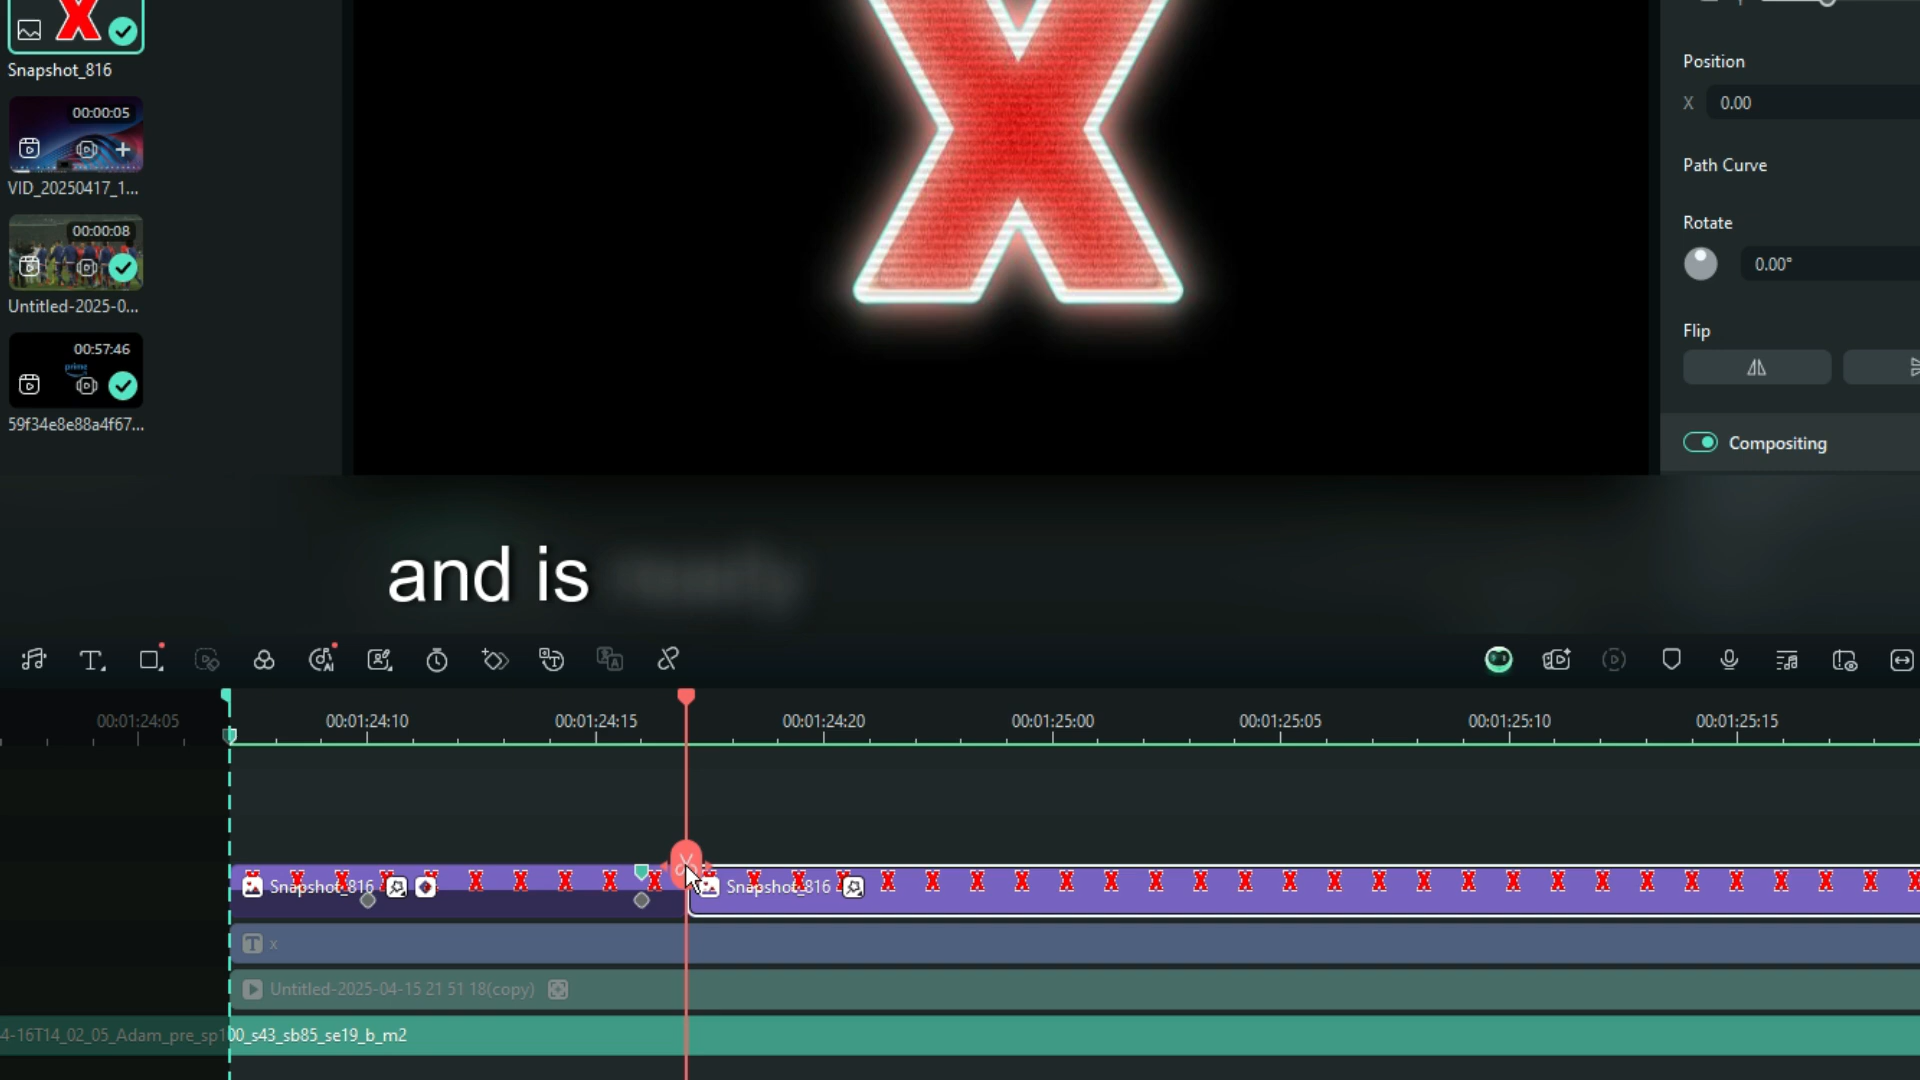 X
Snapshot_816
00:00:05
VID_20250417_1...
00:00:08
Untitled-2025-0...
00:57:46
prime
59f34e8e88a4f67...
X
Position
X 0.00
Path Curve
Rotate
0.00°
Flip
Compositing
and is ready
00:01:24:05 00:01:24:10 00:01:24:15 00:01:24:20 00:01:25:00 00:01:25:05 00:01:25:10 00:01:25:15
Snapshot_816 Snapshot_816
x
Untitled-2025-04-15 21 51 18(copy)
4-16T14_02_05_Adam_pre_sp100_s43_sb85_se19_b_m2